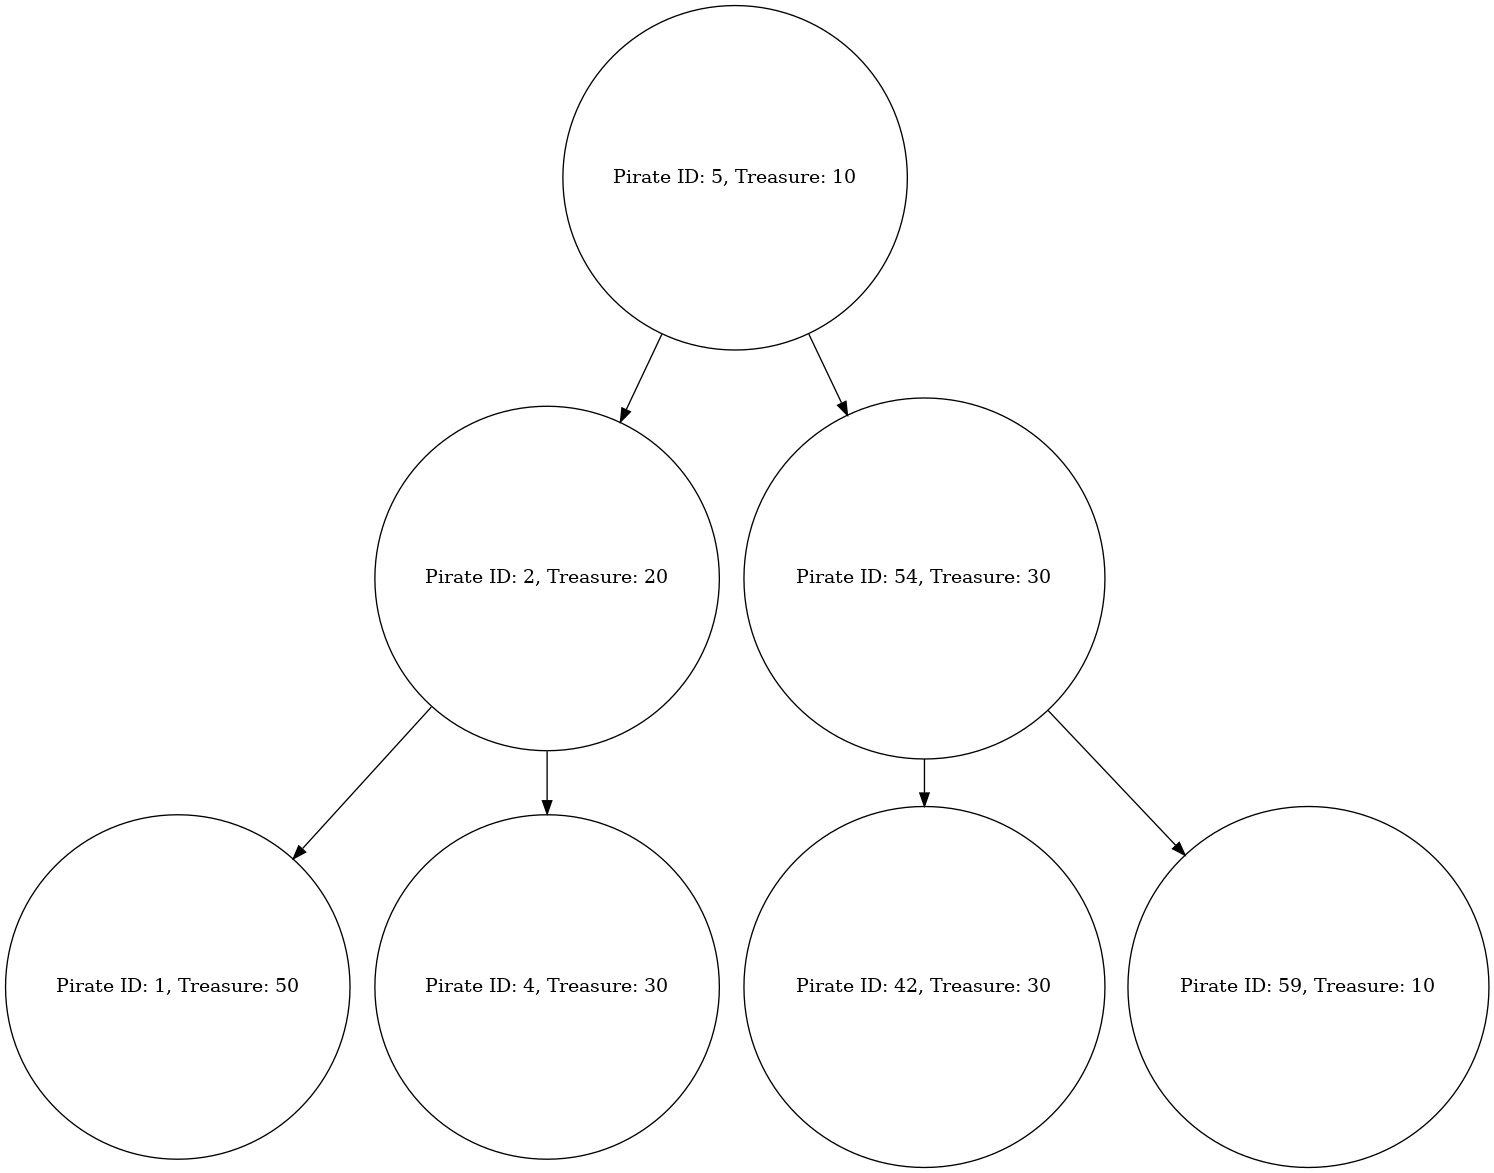 Pirate ID: 5, Treasure: 10
Pirate ID: 2, Treasure: 20
Pirate ID: 54, Treasure: 30
Pirate ID: 1, Treasure: 50
Pirate ID: 4, Treasure: 30
Pirate ID: 42, Treasure: 30
Pirate ID: 59, Treasure: 10